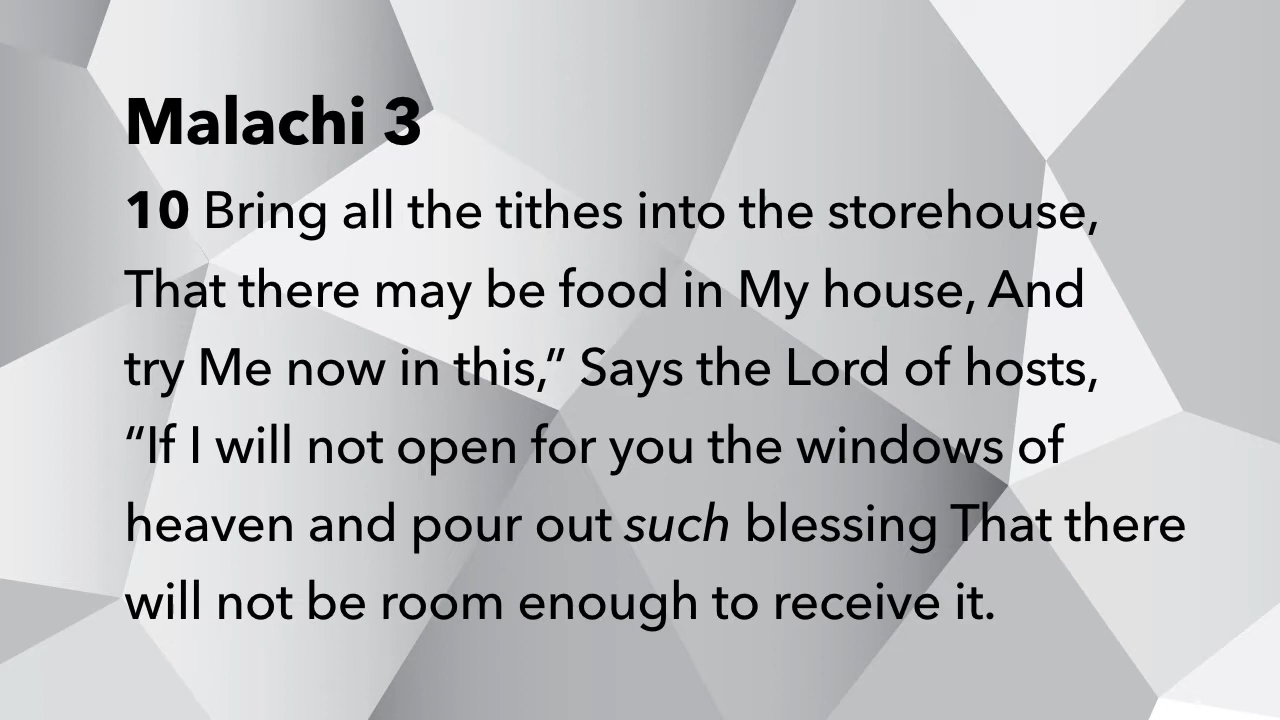 Malachi 3
10 Bring all the tithes into the storehouse,
That there may be food in My house, And
try Me now in this,” Says the Lord of hosts,
“If I will not open for you the windows of
heaven and pour out such blessing That there
will not be room enough to receive it.